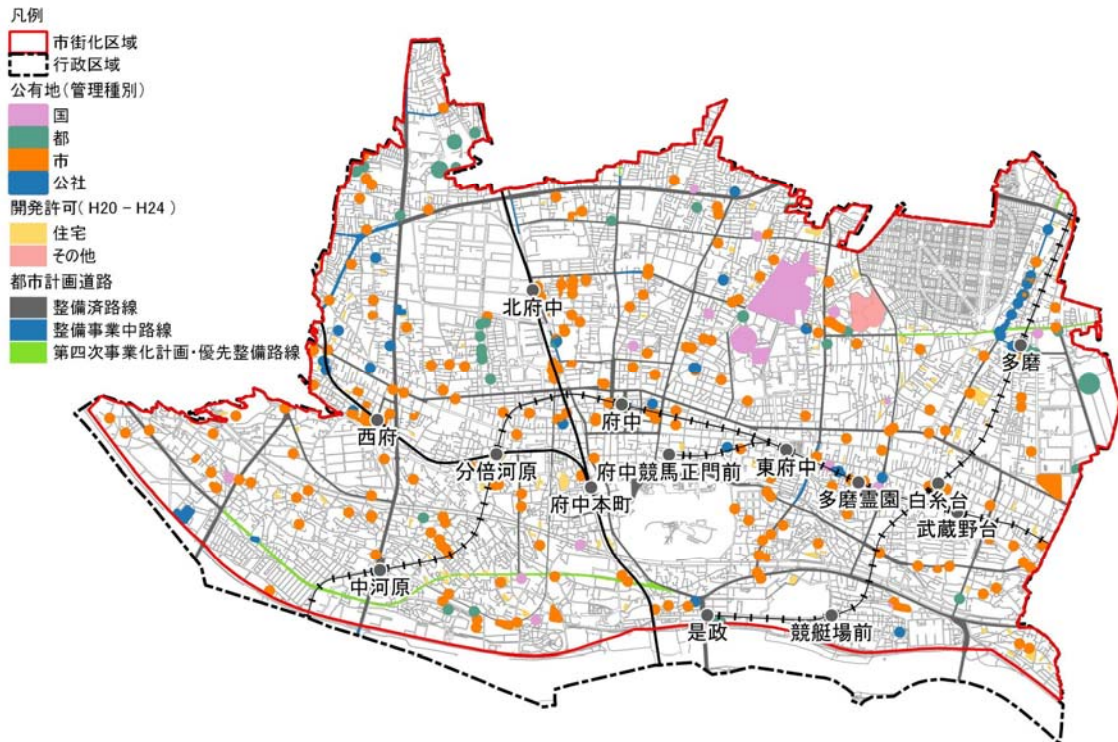 凡例
市街化区域
行政区域
公有地(管理種別)
国
都
市
公社
開発許可( H20 - H24 )
住宅
その他
都市計画道路
整備済路線
整備事業中路線
第四次事業化計画・優先整備路線
北府中
多磨
府中
西府
分倍河原
府中競馬正門前
東府中
府中本町
多磨霊園
白糸台
武蔵野台
中河原
是政
競艇場前